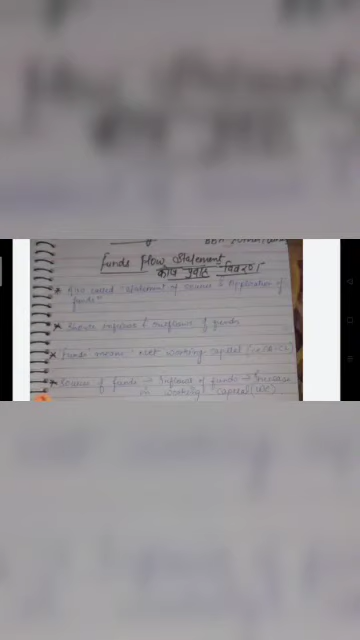 Funds Flow Statement
कोष प्रवाह विवरण
* Also called "Statement of Source & Application of
funds"
* Shows inflows & outflows of funds
* Funds means net working capital (CA-CL)
* Source of funds → Inflows of funds → Increase
in working capital (WC)